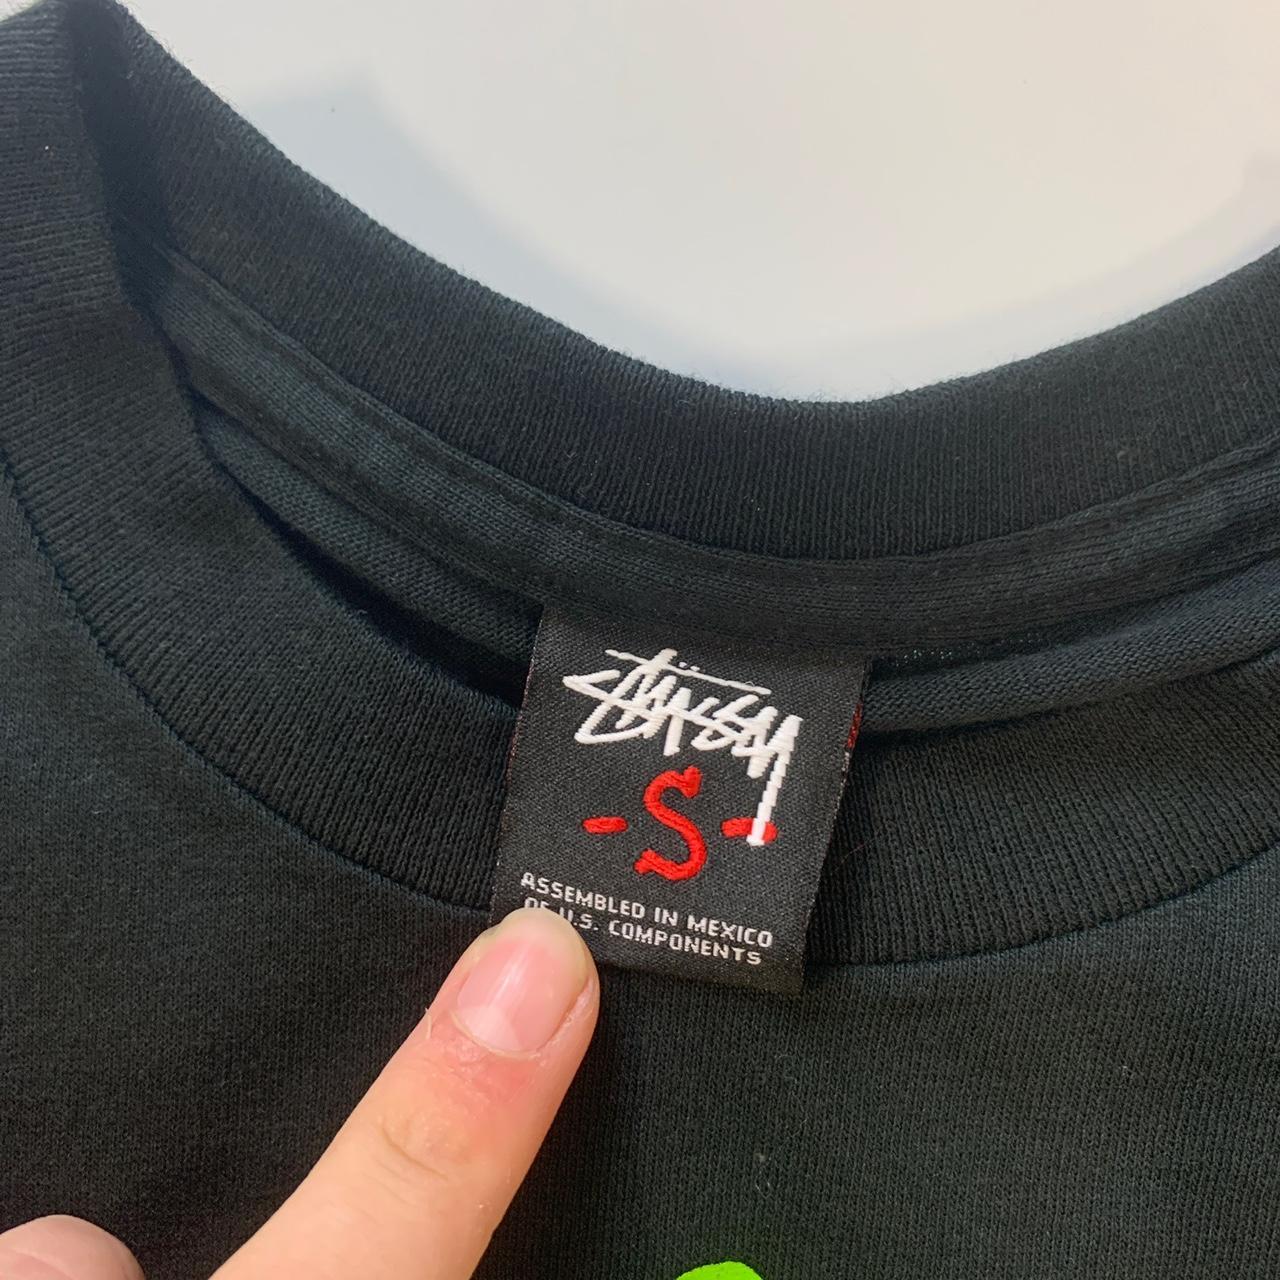 STÜSSY
-S-
ASSEMBLED IN MEXICO
OF U.S. COMPONENTS